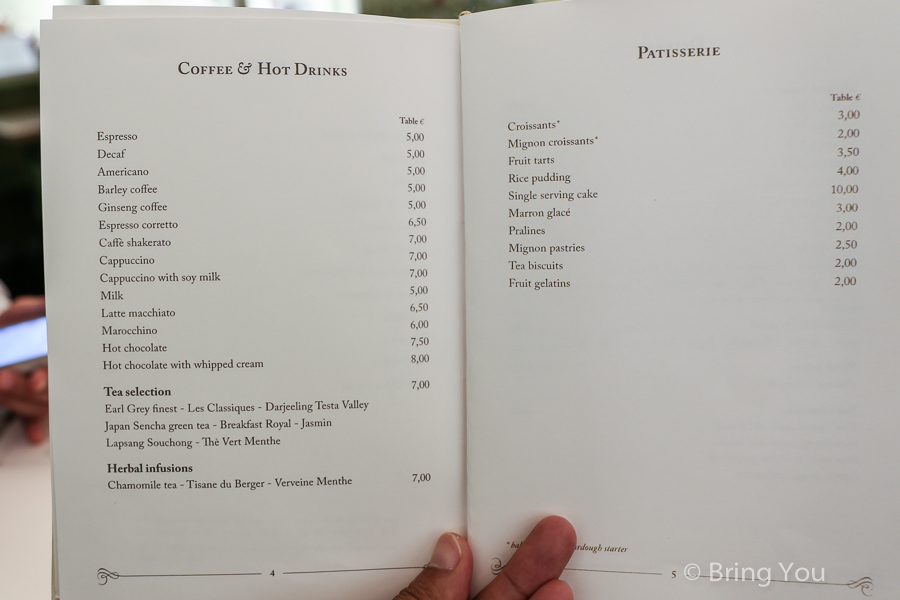 Coffee & Hot Drinks
Table €
Espresso 5,00
Decaf 5,00
Americano 5,00
Barley coffee 5,00
Ginseng coffee 5,00
Espresso corretto 6,50
Caffè shakerato 7,00
Cappuccino 7,00
Cappuccino with soy milk 7,00
Milk 5,00
Latte macchiato 6,50
Marocchino 6,00
Hot chocolate 7,50
Hot chocolate with whipped cream 8,00
Tea selection 7,00
Earl Grey finest - Les Classiques - Darjeeling Testa Valley
Japan Sencha green tea - Breakfast Royal - Jasmin
Lapsang Souchong - Thè Vert Menthe
Herbal infusions
Chamomile tea - Tisane du Berger - Verveine Menthe 7,00
4
Patisserie
Table €
Croissants* 3,00
Mignon croissants* 2,00
Fruit tarts 3,50
Rice pudding 4,00
Single serving cake 10,00
Marron glacé 3,00
Pralines 2,00
Mignon pastries 2,50
Tea biscuits 2,00
Fruit gelatins 2,00
starter
5
© Bring You